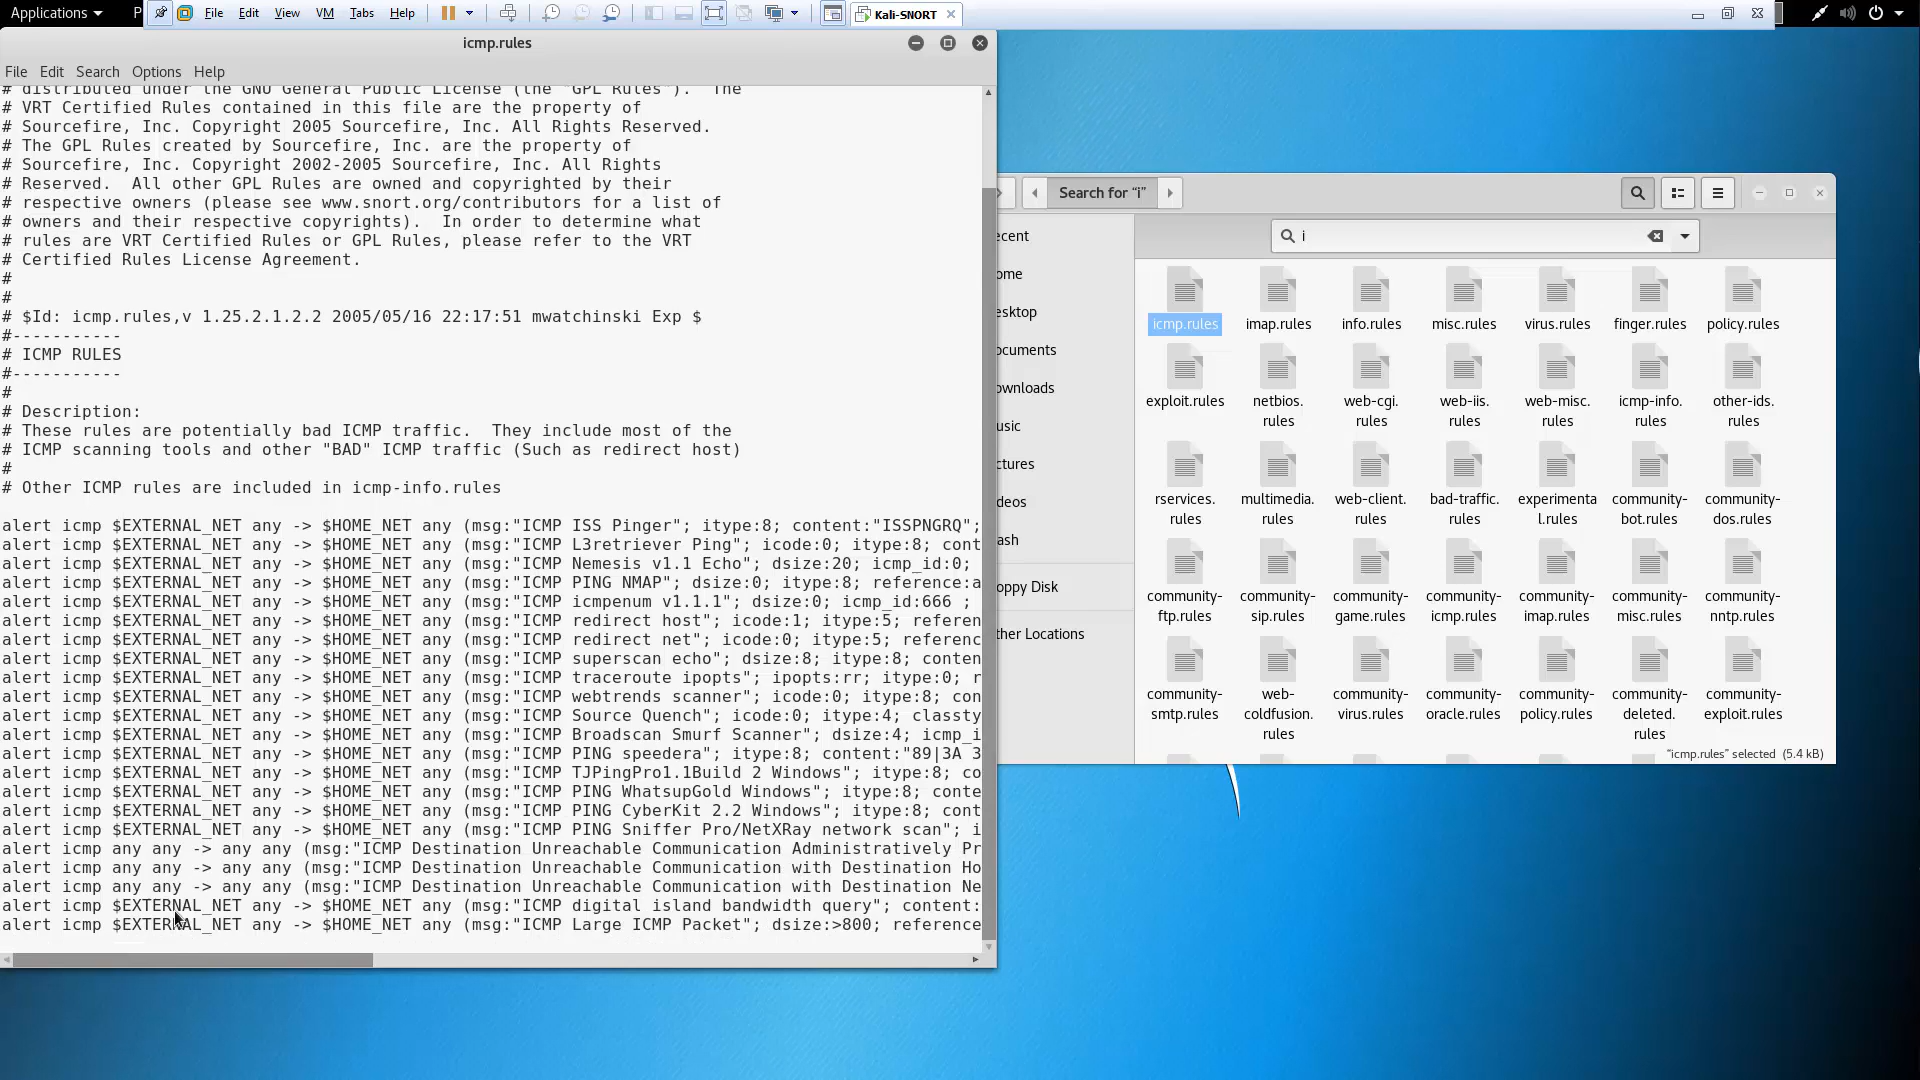 Applications
P
File Edit View VM Tabs Help
Kali-SNORT
icmp.rules
File Edit Search Options Help
# distributed under the GNU General Public License (the "GPL Rules").  The
# VRT Certified Rules contained in this file are the property of
# Sourcefire, Inc. Copyright 2005 Sourcefire, Inc. All Rights Reserved.
# The GPL Rules created by Sourcefire, Inc. are the property of
# Sourcefire, Inc. Copyright 2002-2005 Sourcefire, Inc. All Rights
# Reserved.  All other GPL Rules are owned and copyrighted by their
# respective owners (please see www.snort.org/contributors for a list of
# owners and their respective copyrights).  In order to determine what
# rules are VRT Certified Rules or GPL Rules, please refer to the VRT
# Certified Rules License Agreement.
#
#
# $Id: icmp.rules,v 1.25.2.1.2.2 2005/05/16 22:17:51 mwatchinski Exp $
#-----------
# ICMP RULES
#-----------
#
# Description:
# These rules are potentially bad ICMP traffic.  They include most of the
# ICMP scanning tools and other "BAD" ICMP traffic (Such as redirect host)
#
# Other ICMP rules are included in icmp-info.rules
alert icmp $EXTERNAL_NET any -> $HOME_NET any (msg:"ICMP ISS Pinger"; itype:8; content:"ISSPNGRQ";
alert icmp $EXTERNAL_NET any -> $HOME_NET any (msg:"ICMP L3retriever Ping"; icode:0; itype:8; cont
alert icmp $EXTERNAL_NET any -> $HOME_NET any (msg:"ICMP Nemesis v1.1 Echo"; dsize:20; icmp_id:0;
alert icmp $EXTERNAL_NET any -> $HOME_NET any (msg:"ICMP PING NMAP"; dsize:0; itype:8; reference:a
alert icmp $EXTERNAL_NET any -> $HOME_NET any (msg:"ICMP icmpenum v1.1.1"; dsize:0; icmp_id:666 ;
alert icmp $EXTERNAL_NET any -> $HOME_NET any (msg:"ICMP redirect host"; icode:1; itype:5; referen
alert icmp $EXTERNAL_NET any -> $HOME_NET any (msg:"ICMP redirect net"; icode:0; itype:5; referenc
alert icmp $EXTERNAL_NET any -> $HOME_NET any (msg:"ICMP superscan echo"; dsize:8; itype:8; conten
alert icmp $EXTERNAL_NET any -> $HOME_NET any (msg:"ICMP traceroute ipopts"; ipopts:rr; itype:0; r
alert icmp $EXTERNAL_NET any -> $HOME_NET any (msg:"ICMP webtrends scanner"; icode:0; itype:8; con
alert icmp $EXTERNAL_NET any -> $HOME_NET any (msg:"ICMP Source Quench"; icode:0; itype:4; classty
alert icmp $EXTERNAL_NET any -> $HOME_NET any (msg:"ICMP Broadscan Smurf Scanner"; dsize:4; icmp_i
alert icmp $EXTERNAL_NET any -> $HOME_NET any (msg:"ICMP PING speedera"; itype:8; content:"89|3A 3
alert icmp $EXTERNAL_NET any -> $HOME_NET any (msg:"ICMP TJPingPro1.1Build 2 Windows"; itype:8; co
alert icmp $EXTERNAL_NET any -> $HOME_NET any (msg:"ICMP PING WhatsupGold Windows"; itype:8; conte
alert icmp $EXTERNAL_NET any -> $HOME_NET any (msg:"ICMP PING CyberKit 2.2 Windows"; itype:8; cont
alert icmp $EXTERNAL_NET any -> $HOME_NET any (msg:"ICMP PING Sniffer Pro/NetXRay network scan"; i
alert icmp any any -> any any (msg:"ICMP Destination Unreachable Communication Administratively Pr
alert icmp any any -> any any (msg:"ICMP Destination Unreachable Communication with Destination Ho
alert icmp any any -> any any (msg:"ICMP Destination Unreachable Communication with Destination Ne
alert icmp $EXTERNAL_NET any -> $HOME_NET any (msg:"ICMP digital island bandwidth query"; content:
alert icmp $EXTERNAL_NET any -> $HOME_NET any (msg:"ICMP Large ICMP Packet"; dsize:>800; reference
Search for “i”
i
ecent
ome
esktop
ocuments
ownloads
usic
ctures
deos
ash
oppy Disk
ther Locations
icmp.rules imap.rules info.rules misc.rules virus.rules finger.rules policy.rules
exploit.rules netbios. web-cgi. web-iis. web-misc. icmp-info. other-ids.
rules rules rules rules rules rules
rservices. multimedia. web-client. bad-traffic. experimenta community- community-
rules rules rules rules l.rules bot.rules dos.rules
community- community- community- community- community- community- community-
ftp.rules sip.rules game.rules icmp.rules imap.rules misc.rules nntp.rules
community- web- community- community- community- community- community-
smtp.rules coldfusion. virus.rules oracle.rules policy.rules deleted. exploit.rules
rules rules
“icmp.rules” selected (5.4 kB)